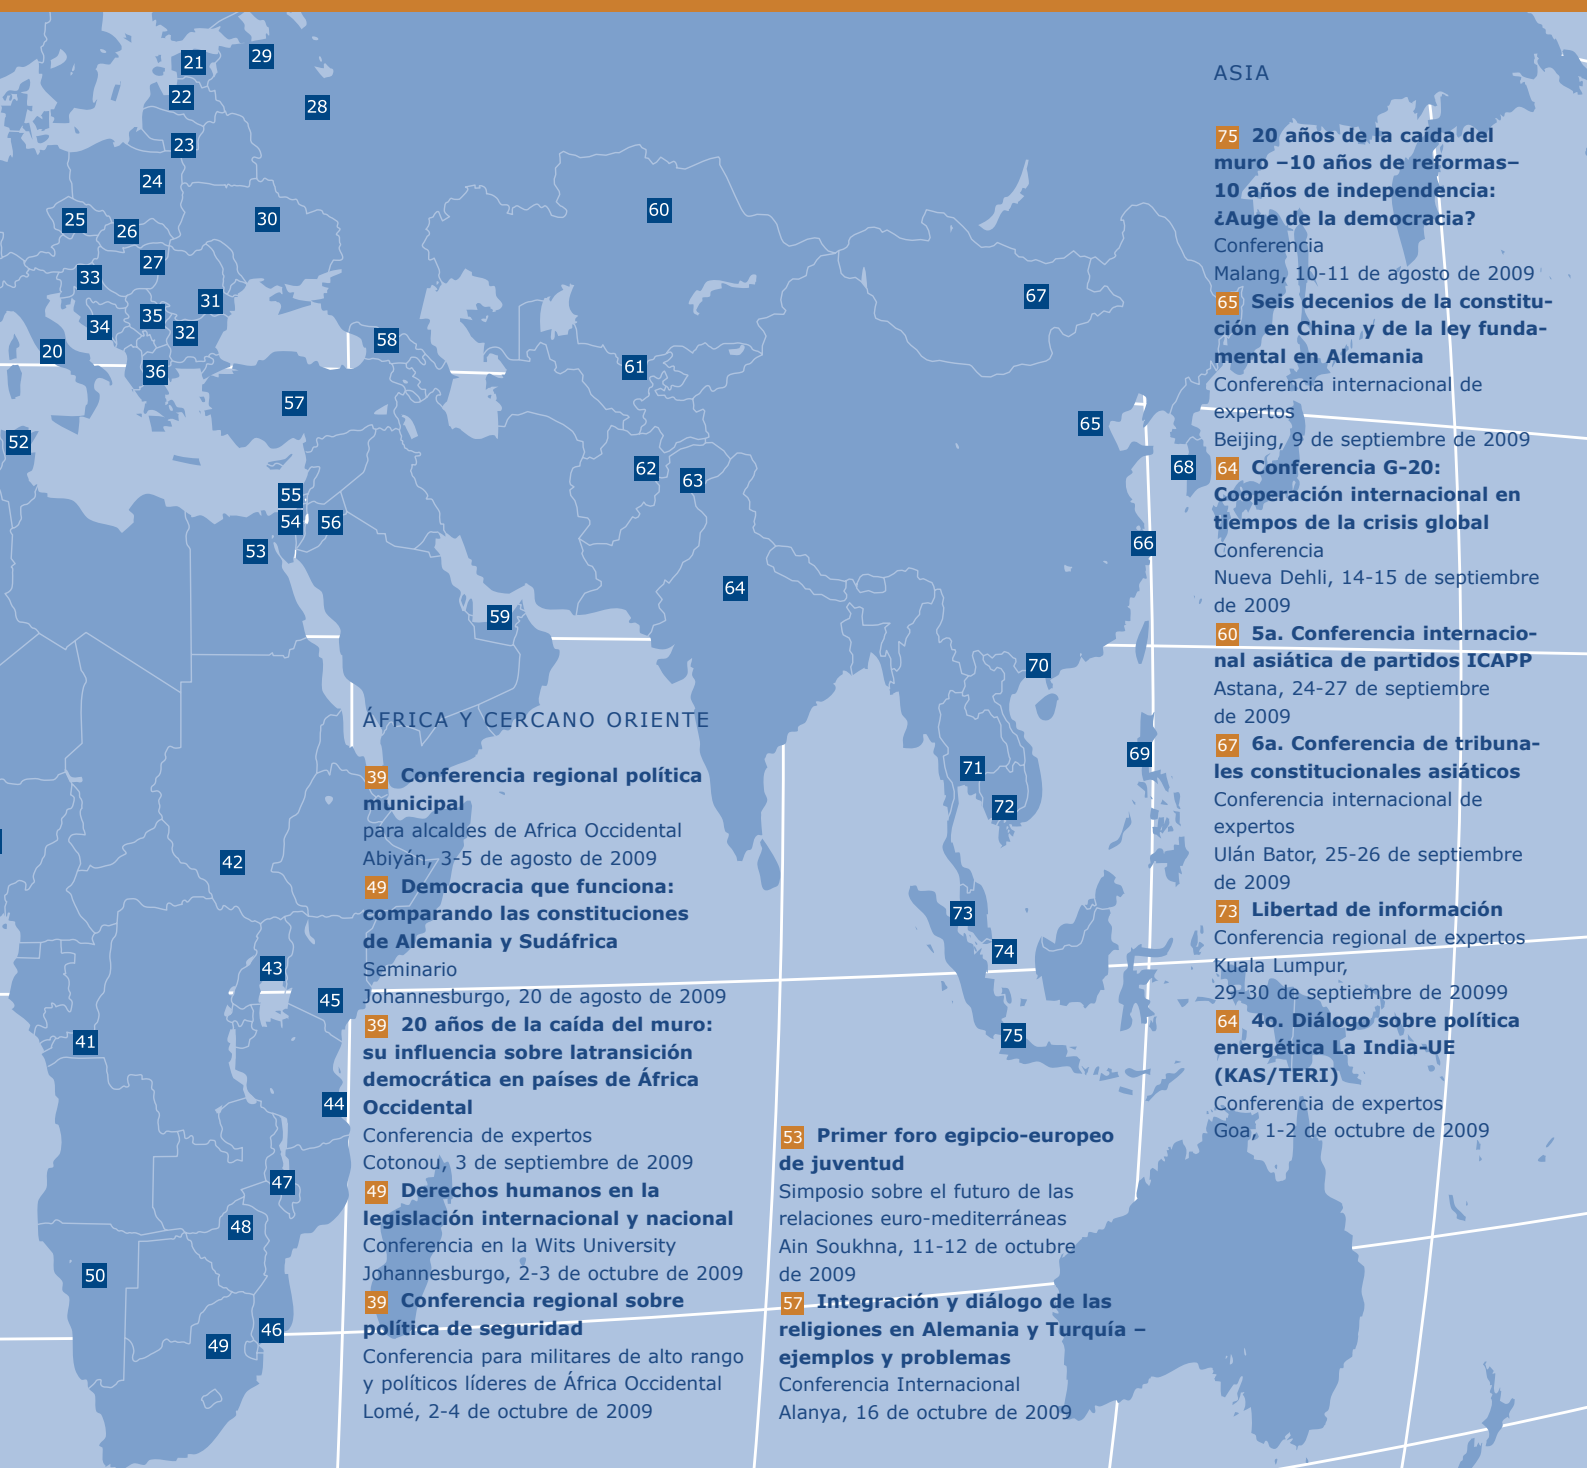 21
29
22
28
23
24
25
26
30
60
27
33
31
67
35
34
32
20
58
36
61
57
65
52
62
63
68
55
54
56
53
66
64
59
70
69
71
72
42
73
74
43
45
41
75
44
47
48
50
46
49
ÁFRICA Y CERCANO ORIENTE
39 Conferencia regional política
municipal
para alcaldes de Africa Occidental
Abiyán, 3-5 de agosto de 2009
49 Democracia que funciona:
comparando las constituciones
de Alemania y Sudáfrica
Seminario
Johannesburgo, 20 de agosto de 2009
39 20 años de la caída del muro:
su influencia sobre latransición
democrática en países de África
Occidental
Conferencia de expertos
Cotonou, 3 de septiembre de 2009
49 Derechos humanos en la
legislación internacional y nacional
Conferencia en la Wits University
Johannesburgo, 2-3 de octubre de 2009
39 Conferencia regional sobre
política de seguridad
Conferencia para militares de alto rango
y políticos líderes de África Occidental
Lomé, 2-4 de octubre de 2009
53 Primer foro egipcio-europeo
de juventud
Simposio sobre el futuro de las
relaciones euro-mediterráneas
Ain Soukhna, 11-12 de octubre
de 2009
57 Integración y diálogo de las
religiones en Alemania y Turquía –
ejemplos y problemas
Conferencia Internacional
Alanya, 16 de octubre de 2009
ASIA
75 20 años de la caída del
muro –10 años de reformas–
10 años de independencia:
¿Auge de la democracia?
Conferencia
Malang, 10-11 de agosto de 2009
65 Seis decenios de la constitu-
ción en China y de la ley funda-
mental en Alemania
Conferencia internacional de
expertos
Beijing, 9 de septiembre de 2009
64 Conferencia G-20:
Cooperación internacional en
tiempos de la crisis global
Conferencia
Nueva Dehli, 14-15 de septiembre
de 2009
60 5a. Conferencia internacio-
nal asiática de partidos ICAPP
Astana, 24-27 de septiembre
de 2009
67 6a. Conferencia de tribuna-
les constitucionales asiáticos
Conferencia internacional de
expertos
Ulán Bator, 25-26 de septiembre
de 2009
73 Libertad de información
Conferencia regional de expertos
Kuala Lumpur,
29-30 de septiembre de 20099
64 4o. Diálogo sobre política
energética La India-UE
(KAS/TERI)
Conferencia de expertos
Goa, 1-2 de octubre de 2009